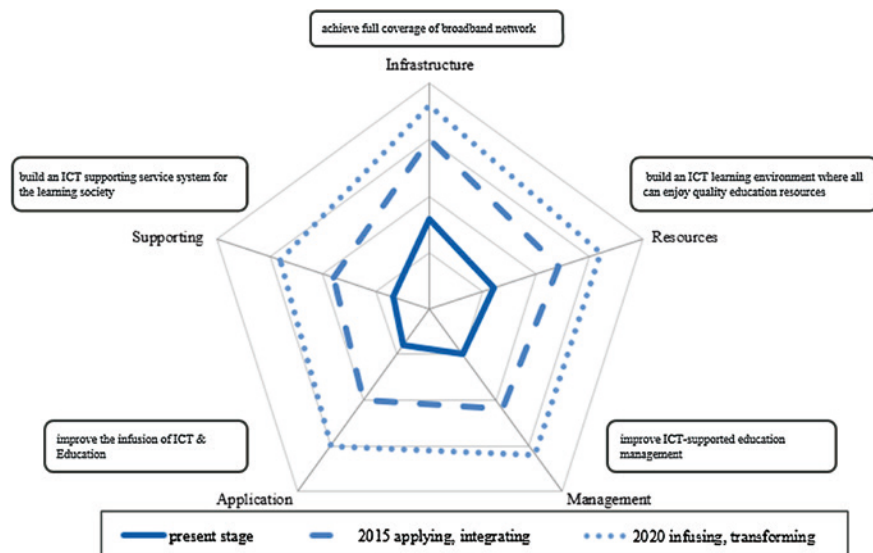 achieve full coverage of broadband network
Infrastructure
build an ICT supporting service system for
the learning society
build an ICT learning environment where all
can enjoy quality education resources
Supporting
Resources
improve the infusion of ICT &
Education
improve ICT-supported education
management
Application
Management
present stage
2015 applying, integrating
2020 infusing, transforming